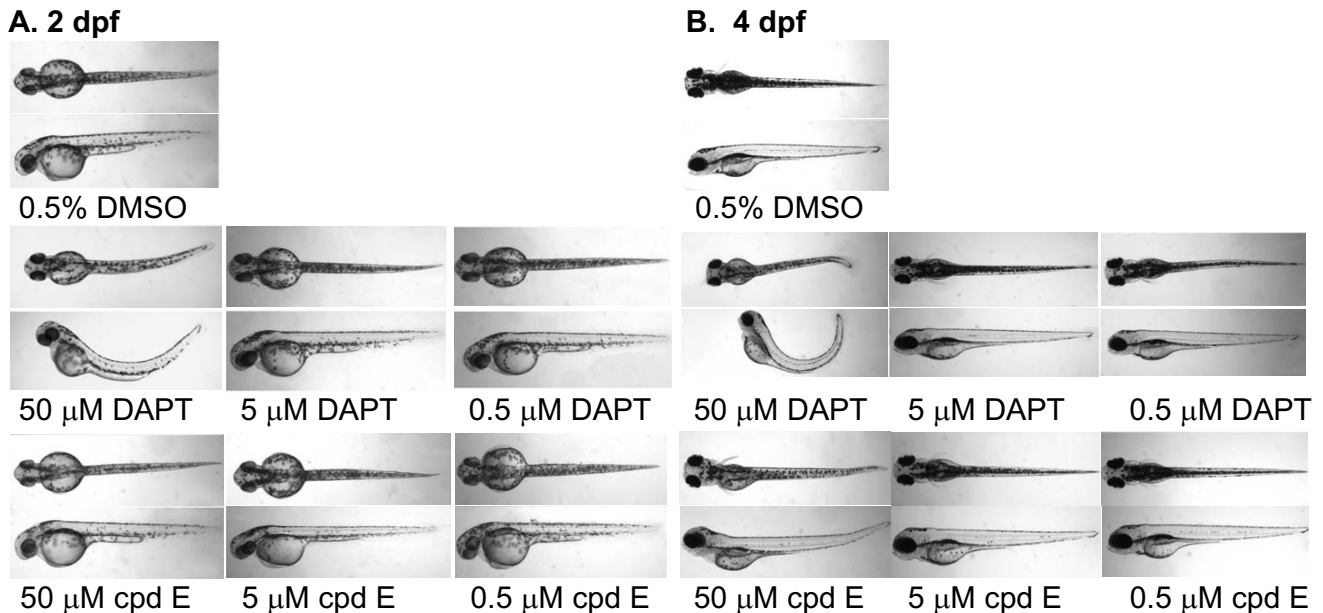 A. 2 dpf
B. 4 dpf
0.5% DMSO
0.5% DMSO
50 μM DAPT
5 μM DAPT
0.5 μM DAPT
50 μM DAPT
5 μM DAPT
0.5 μM DAPT
50 μM cpd E
5 μM cpd E
0.5 μM cpd E
50 μM cpd E
5 μM cpd E
0.5 μM cpd E